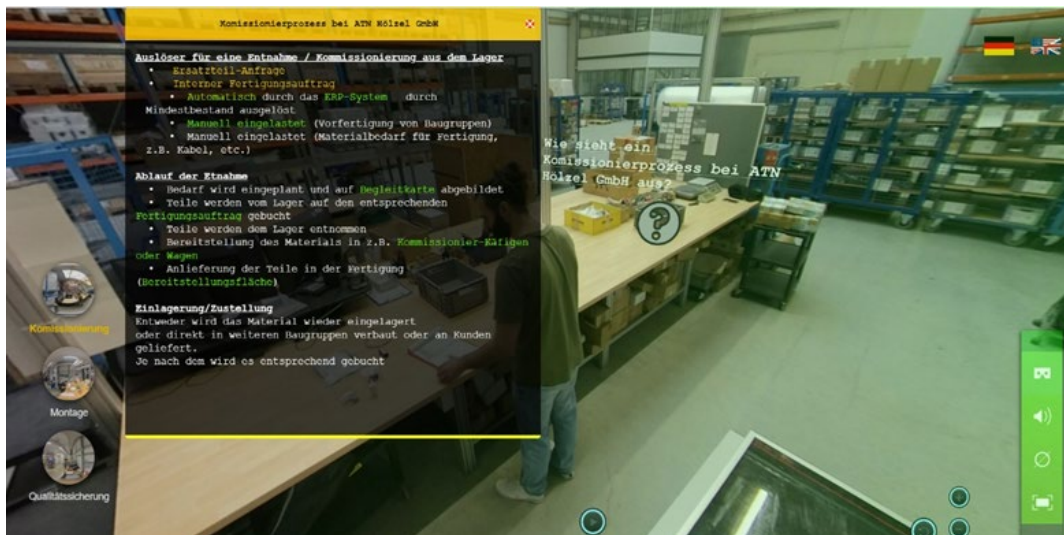 Komissionierprozess bei ATN Hölzel GmbH
Auslöser für eine Entnahme / Kommissionierung aus dem Lager
• Ersatzteil-Anfrage
• Interner Fertigungsauftrag
• Automatisch durch das ERP-System durch
Mindestbestand ausgelöst
• Manuell eingelastet (Vorfertigung von Baugruppen)
• Manuell eingelastet (Materialbedarf für Fertigung,
z.B. Kabel, etc.)
Ablauf der Etnahme
• Bedarf wird eingeplant und auf Begleitkarte abgebildet
• Teile werden vom Lager auf den entsprechenden
Fertigungsauftrag gebucht
• Teile werden dem Lager entnommen
• Bereitstellung des Materials in z.B. Kommissionier-Käfigen
oder Wagen
• Anlieferung der Teile in der Fertigung
(Bereitstellungsfläche)
Einlagerung/Zustellung
Entweder wird das Material wieder eingelagert
oder direkt in weiteren Baugruppen verbaut oder an Kunden
geliefert.
Je nach dem wird es entsprechend gebucht
Wie sieht ein
Komissionierprozess bei ATN
Hölzel GmbH aus?
?
Komissionierung
Montage
Qualitätssicherung